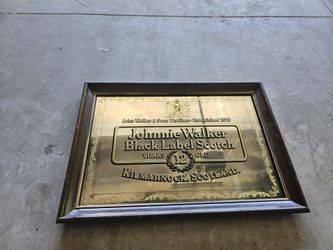 John Walker & Sons Distillers · Established 1820
Johnnie Walker
Black Label Scotch
YEARS 12 OLD
KILMARNOCK, SCOTLAND.